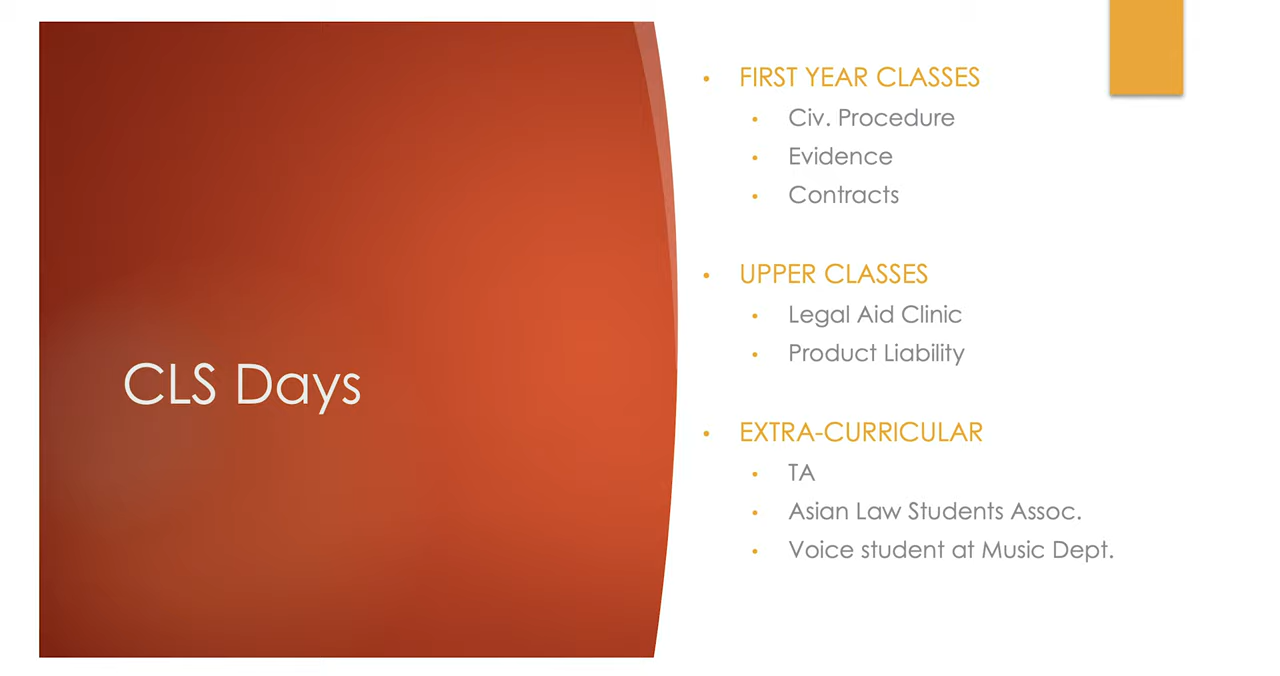 CLS Days
FIRST YEAR CLASSES
Civ. Procedure
Evidence
Contracts
UPPER CLASSES
Legal Aid Clinic
Product Liability
EXTRA-CURRICULAR
TA
Asian Law Students Assoc.
Voice student at Music Dept.